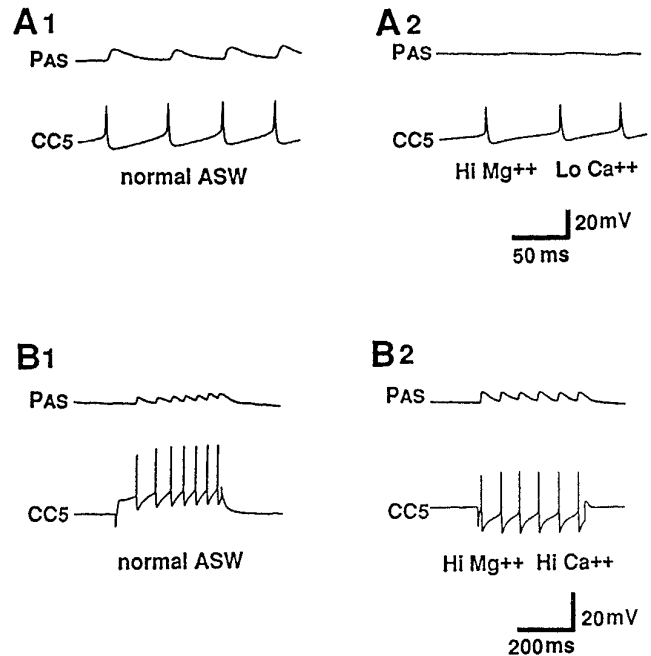 A1
PAS
CC5
normal ASW
A2
PAS
CC5
Hi Mg++ Lo Ca++
20mV
50 ms
B1
PAS
CC5
normal ASW
B2
PAS
CC5
Hi Mg++ Hi Ca++
20mV
200ms